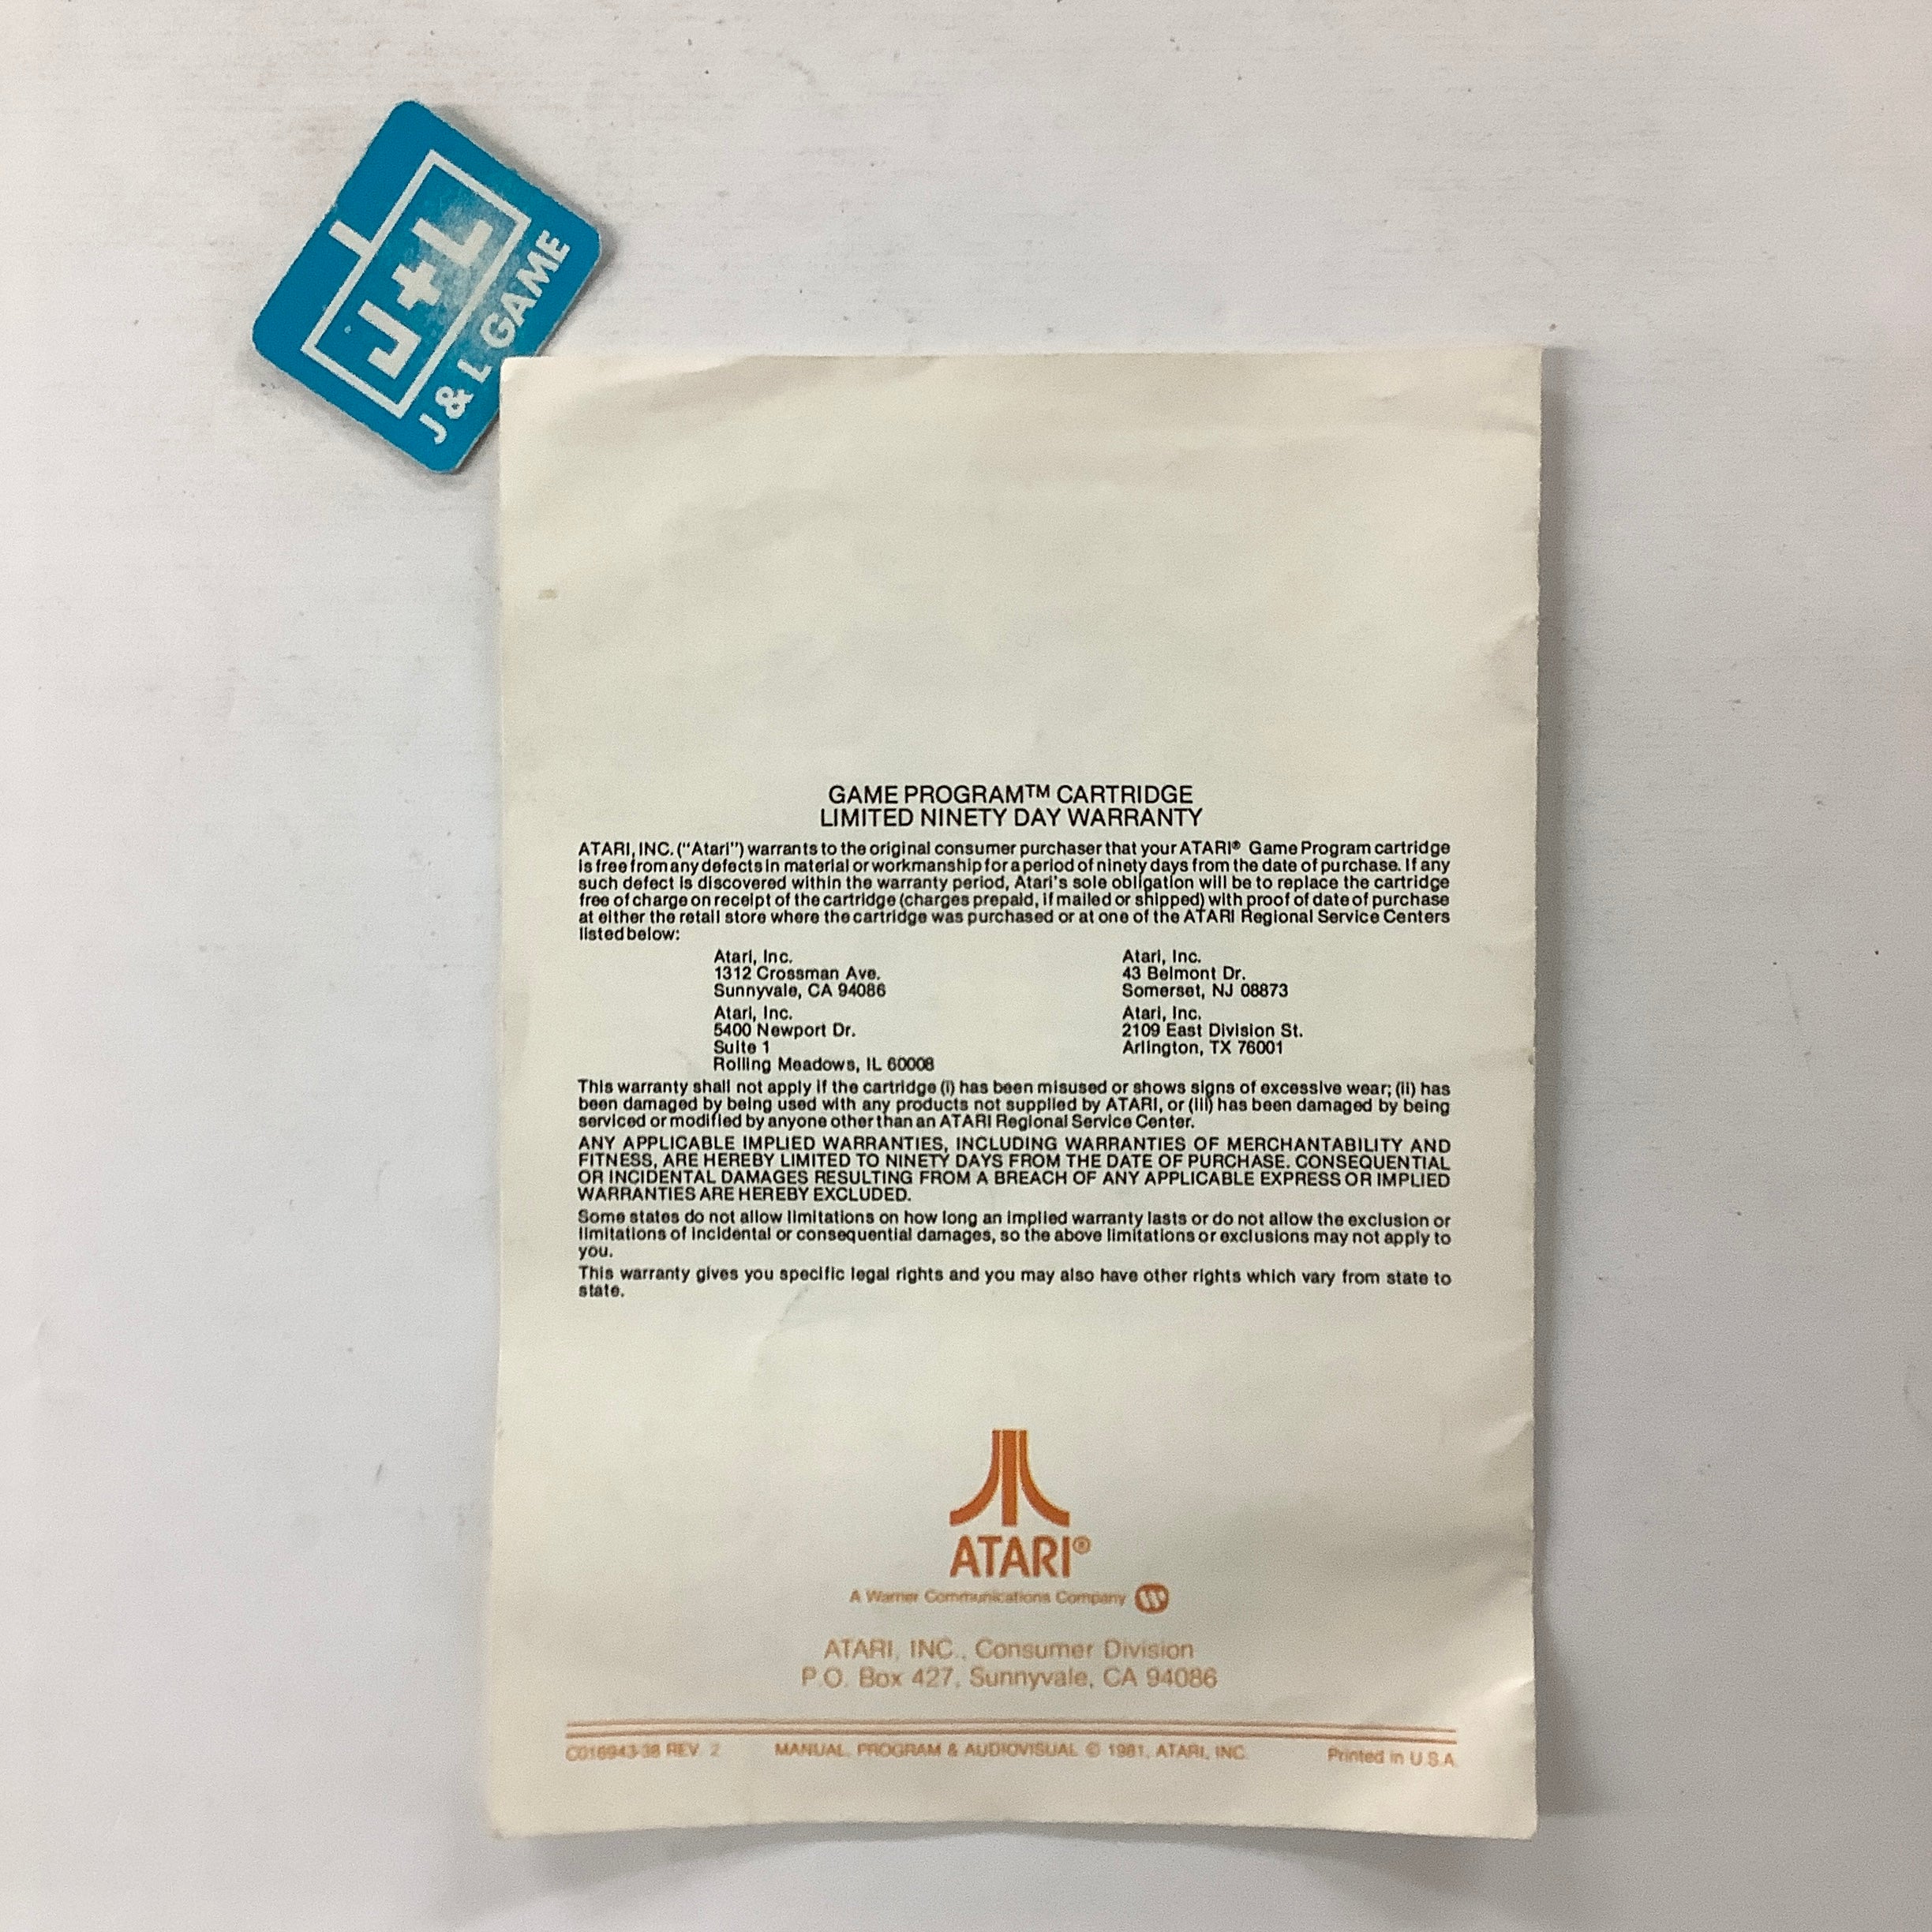 J+L
J & L GAME
GAME PROGRAM™ CARTRIDGE
LIMITED NINETY DAY WARRANTY
ATARI, INC. ("Atari") warrants to the original consumer purchaser that your ATARI® Game Program cartridge
is free from any defects in material or workmanship for a period of ninety days from the date of purchase. If any
such defect is discovered within the warranty period, Atari's sole obligation will be to replace the cartridge
free of charge on receipt of the cartridge (charges prepaid, if mailed or shipped) with proof of date of purchase
at either the retail store where the cartridge was purchased or at one of the ATARI Regional Service Centers
listed below:
Atari, Inc.
1312 Crossman Ave.
Sunnyvale, CA 94086
Atari, Inc.
5400 Newport Dr.
Suite 1
Rolling Meadows, IL 60008
Atari, Inc.
43 Belmont Dr.
Somerset, NJ 08873
Atari, Inc.
2109 East Division St.
Arlington, TX 76001
This warranty shall not apply if the cartridge (i) has been misused or shows signs of excessive wear; (ii) has
been damaged by being used with any products not supplied by ATARI, or (iii) has been damaged by being
serviced or modified by anyone other than an ATARI Regional Service Center.
ANY APPLICABLE IMPLIED WARRANTIES, INCLUDING WARRANTIES OF MERCHANTABILITY AND
FITNESS, ARE HEREBY LIMITED TO NINETY DAYS FROM THE DATE OF PURCHASE. CONSEQUENTIAL
OR INCIDENTAL DAMAGES RESULTING FROM A BREACH OF ANY APPLICABLE EXPRESS OR IMPLIED
WARRANTIES ARE HEREBY EXCLUDED.
Some states do not allow limitations on how long an implied warranty lasts or do not allow the exclusion or
limitations of incidental or consequential damages, so the above limitations or exclusions may not apply to
you.
This warranty gives you specific legal rights and you may also have other rights which vary from state to
state.
ATARI®
A Warner Communications Company
ATARI, INC., Consumer Division
P.O. Box 427, Sunnyvale, CA 94086
C016943-38 REV. 2 MANUAL, PROGRAM & AUDIOVISUAL © 1981, ATARI, INC. Printed in U.S.A.